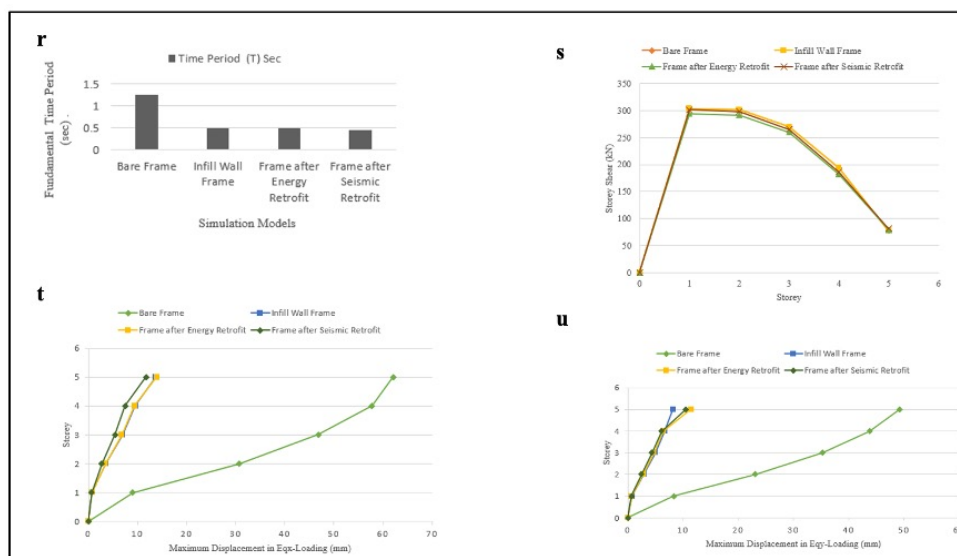 r
Time Period (T) Sec
Fundamental Time Period
(sec) .
1.5
1
0.5
0
Bare Frame
Infill Wall
Frame
Frame after
Energy
Retrofit
Frame after
Seismic
Retrofit
Simulation Models
s
Bare Frame
Infill Wall Frame
Frame after Energy Retrofit
Frame after Seismic Retrofit
Storey Shear (kN)
350
300
250
200
150
100
50
0
0 1 2 3 4 5 6
Storey
t
Bare Frame
Infill Wall Frame
Frame after Energy Retrofit
Frame after Seismic Retrofit
Storey
6
5
4
3
2
1
0
0 10 20 30 40 50 60 70
Maximum Displacement in Eqx-Loading (mm)
u
Bare Frame
Infill Wall Frame
Frame after Energy Retrofit
Frame after Seismic Retrofit
Storey
6
5
4
3
2
1
0
0 10 20 30 40 50 60
Maximum Displacement in Eqy-Loading (mm)